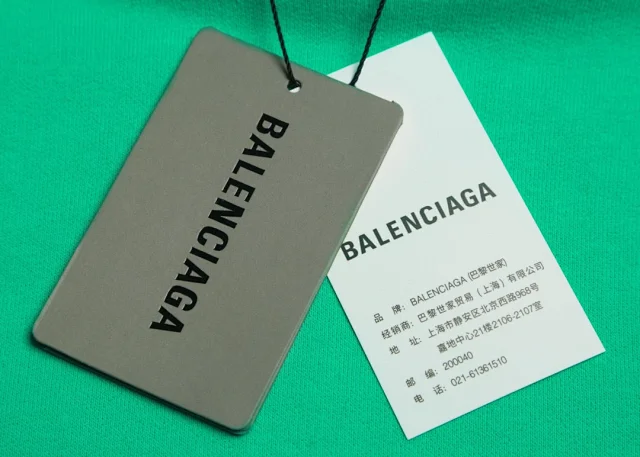 BALENCIAGA
BALENCIAGA
品 牌: BALENCIAGA (巴黎世家)
经销商: 巴黎世家贸易(上海)有限公司
地 址: 上海市静安区北京西路968号
嘉地中心21楼2106-2107室
邮 编: 200040
电 话: 021-61361510